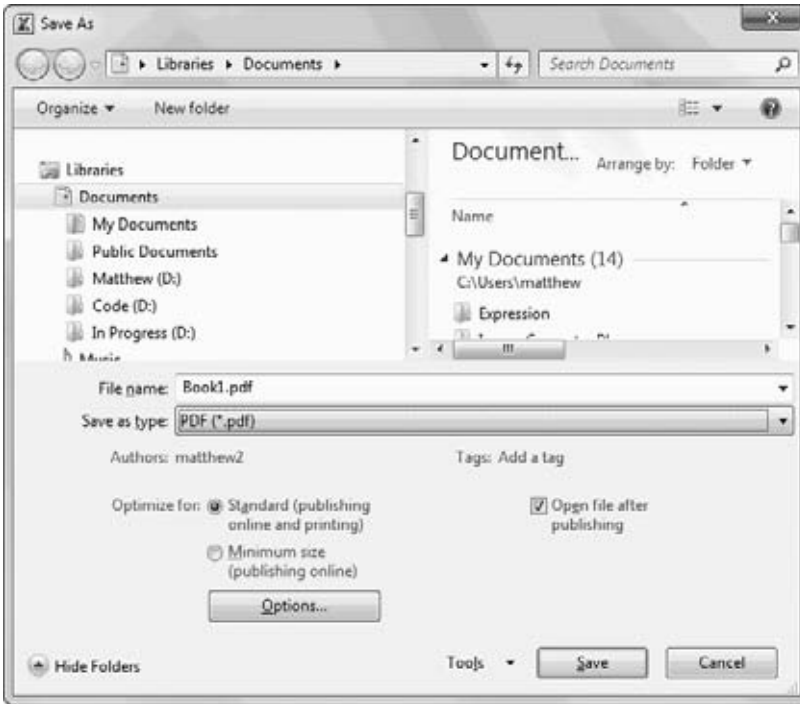 Save As
Libraries Documents
Search Documents
Organize New folder
Libraries
Documents
My Documents
Public Documents
Matthew (D:)
Code (D:)
In Progress (D:)
Music
Document...
Arrange by: Folder
Name
My Documents (14)
C:\Users\matthew
Expression
File name: Book1.pdf
Save as type: PDF (*.pdf)
Authors: matthew2
Tags: Add a tag
Optimize for: Standard (publishing
online and printing)
Minimum size
(publishing online)
Open file after
publishing
Options...
Hide Folders
Tools Save Cancel